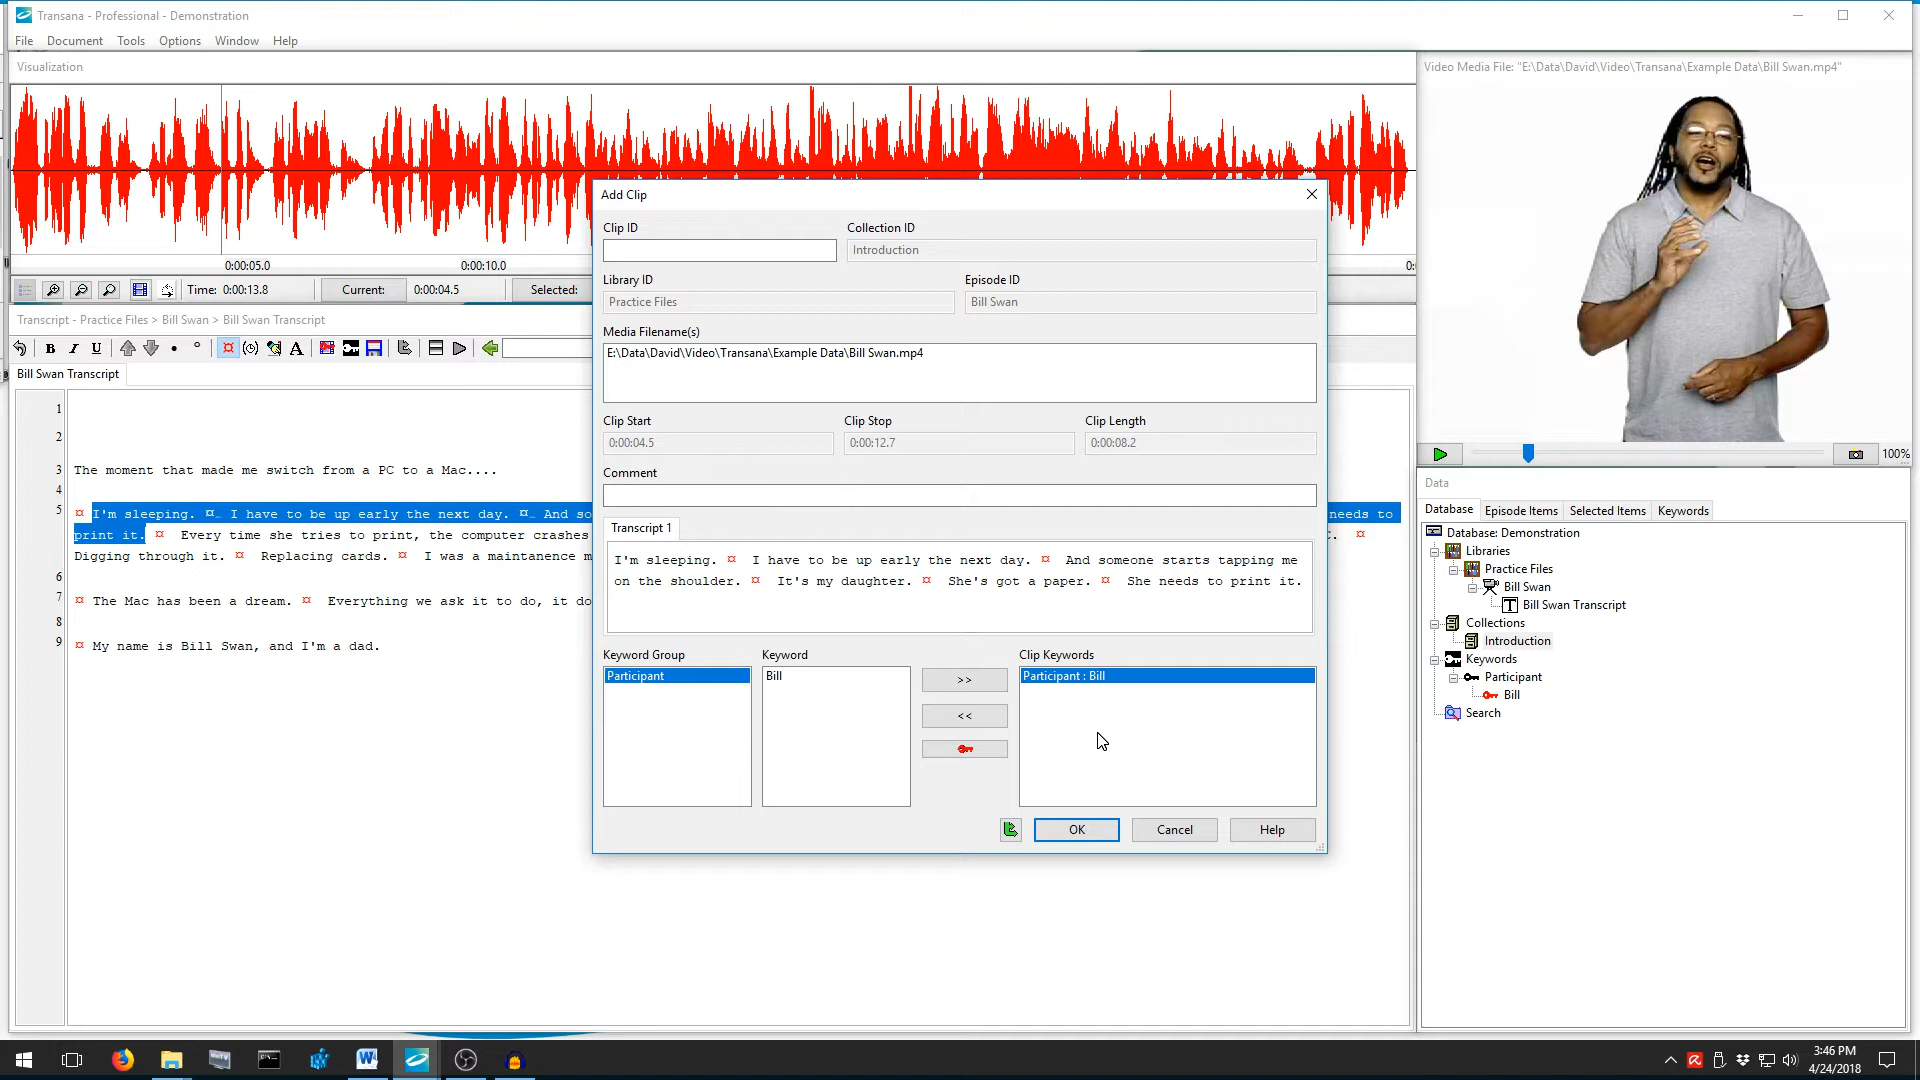 Transana - Professional - Demonstration
File Document Tools Options Window Help
Visualization
0:00:05.0 0:00:10.0 0:
Time: 0:00:13.8 Current: 0:00:04.5 Selected:
Transcript - Practice Files > Bill Swan > Bill Swan Transcript
B I U A
Bill Swan Transcript
1
2
3 The moment that made me switch from a PC to a Mac....
4
5 ¤ I'm sleeping. ¤ I have to be up early the next day. ¤ And so needs to
print it. ¤ Every time she tries to print, the computer crashes ¤
Digging through it. ¤ Replacing cards. ¤ I was a maintanence m
6
7 ¤ The Mac has been a dream. ¤ Everything we ask it to do, it do
8
9 ¤ My name is Bill Swan, and I'm a dad.
Add Clip
Clip ID Collection ID
Introduction
Library ID Episode ID
Practice Files Bill Swan
Media Filename(s)
E:\Data\David\Video\Transana\Example Data\Bill Swan.mp4
Clip Start Clip Stop Clip Length
0:00:04.5 0:00:12.7 0:00:08.2
Comment
Transcript 1
I'm sleeping. ¤ I have to be up early the next day. ¤ And someone starts tapping me
on the shoulder. ¤ It's my daughter. ¤ She's got a paper. ¤ She needs to print it.
Keyword Group Keyword Clip Keywords
Participant Bill >> Participant : Bill
<<
OK Cancel Help
Video Media File: "E:\Data\David\Video\Transana\Example Data\Bill Swan.mp4"
100%
Data
Database Episode Items Selected Items Keywords
Database: Demonstration
Libraries
Practice Files
Bill Swan
T Bill Swan Transcript
Collections
Introduction
Keywords
Participant
Bill
Search
3:46 PM
4/24/2018